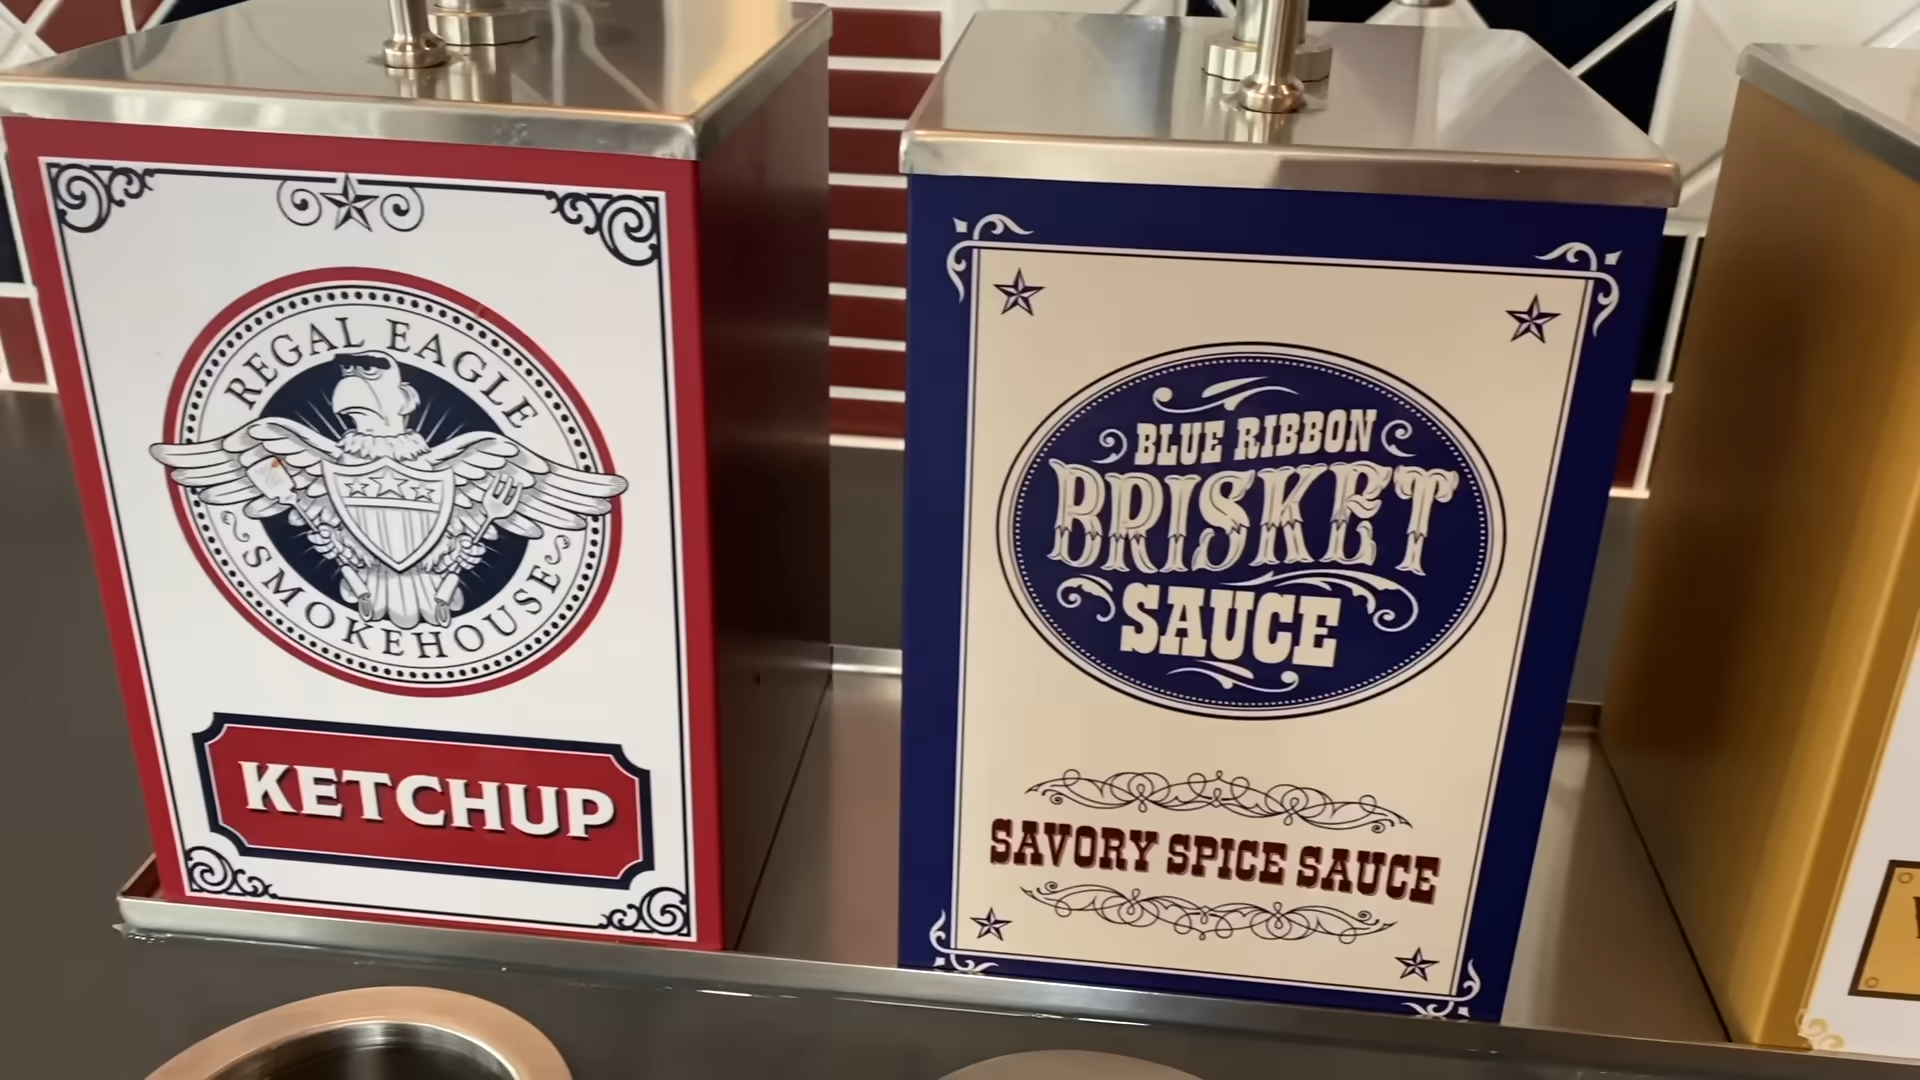 REGAL EAGLE
SMOKEHOUSE
KETCHUP
BLUE RIBBON
BRISKET
SAUCE
SAVORY SPICE SAUCE